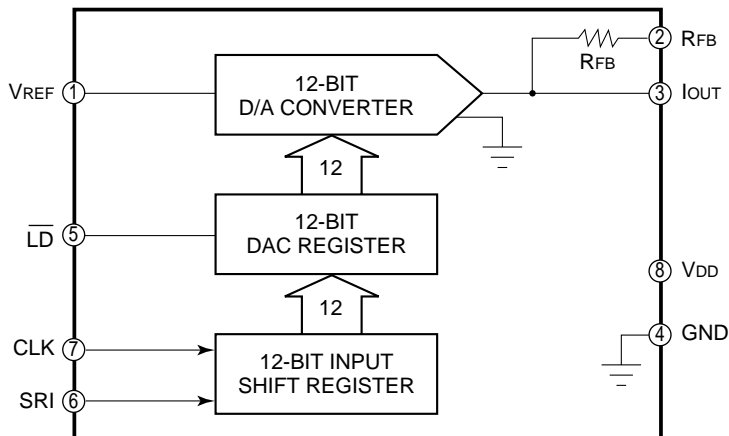 2 RFB
RFB
VREF 1
12-BIT
D/A CONVERTER
3 IOUT
12
LD 5
12-BIT
DAC REGISTER
8 VDD
12
4 GND
CLK 7
12-BIT INPUT
SHIFT REGISTER
SRI 6